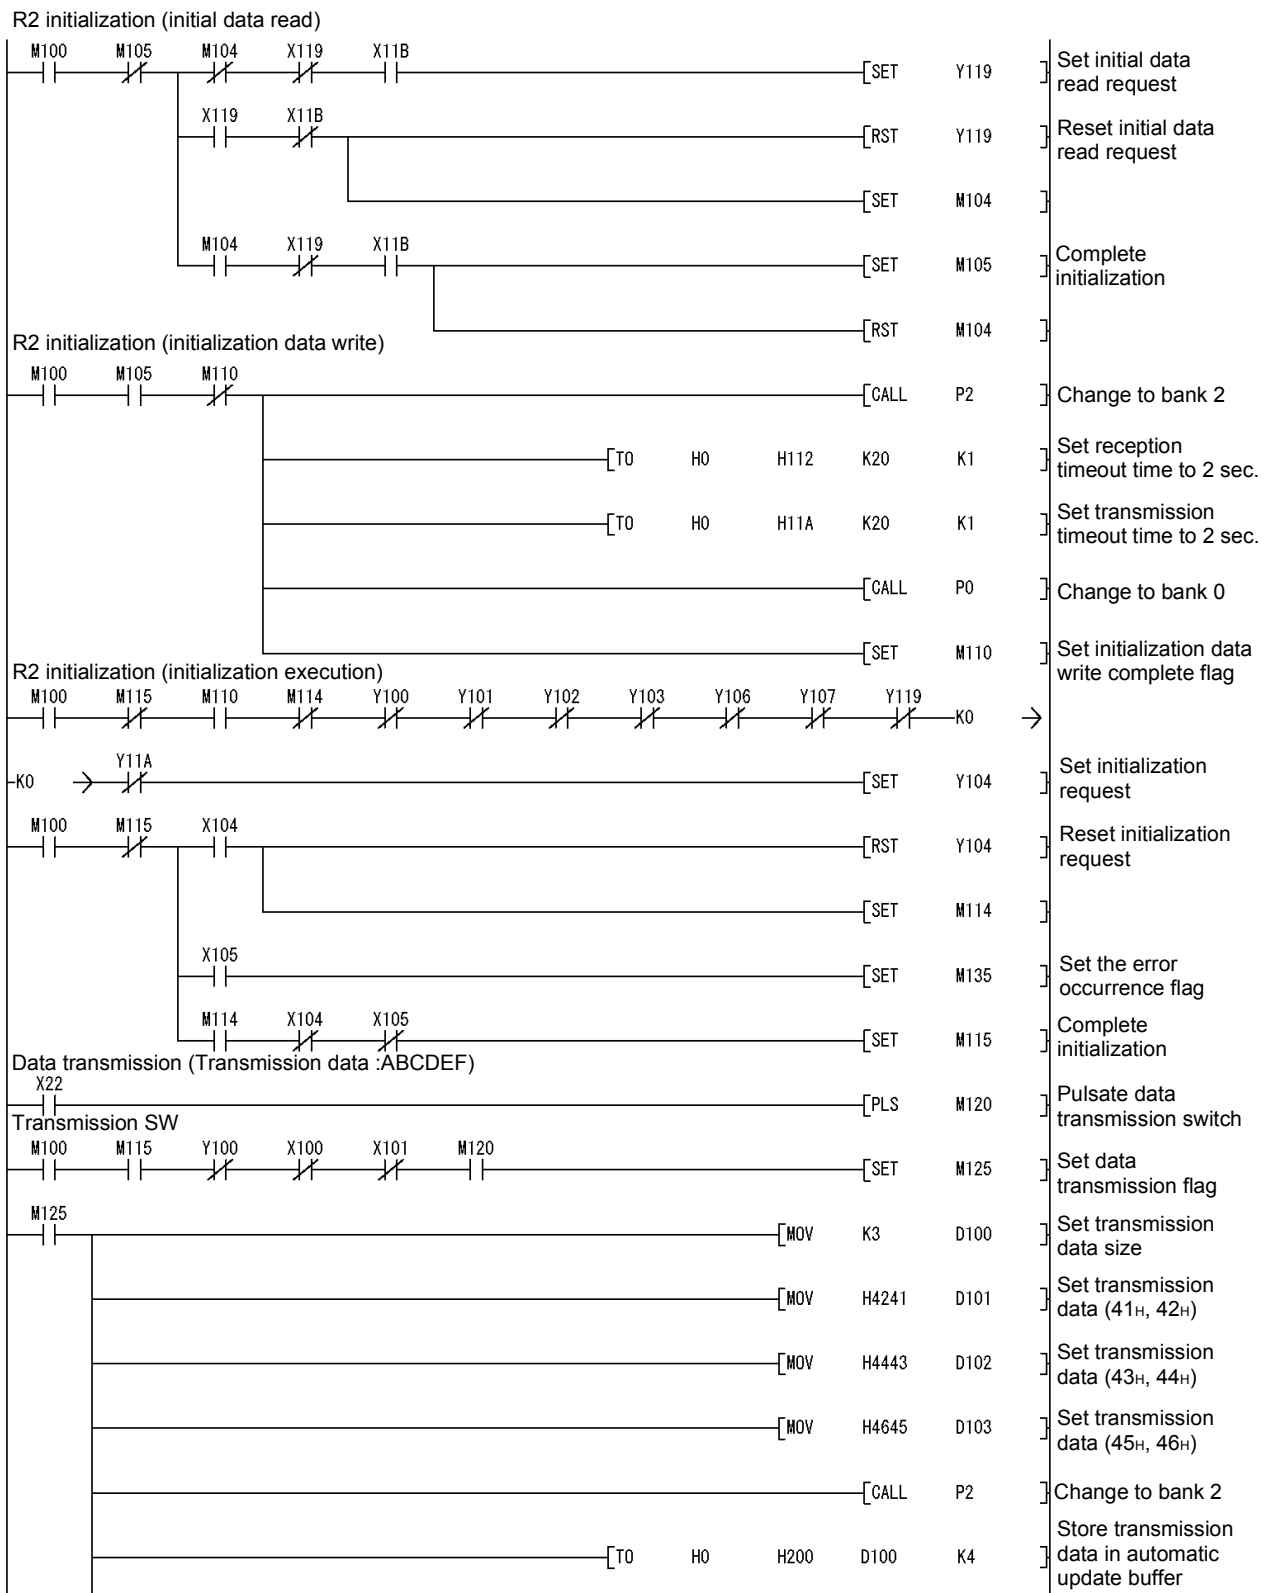 R2 initialization (initial data read)
M100 M105 M104 X119 X11B
[SET Y119 ]
Set initial data
read request
X119 X11B
[RST Y119 ]
Reset initial data
read request
[SET M104 ]
M104 X119 X11B
[SET M105 ]
Complete
initialization
[RST M104 ]
R2 initialization (initialization data write)
M100 M105 M110
[CALL P2 ]
Change to bank 2
[TO H0 H112 K20 K1 ]
Set reception
timeout time to 2 sec.
[TO H0 H11A K20 K1 ]
Set transmission
timeout time to 2 sec.
[CALL P0 ]
Change to bank 0
[SET M110 ]
Set initialization data
write complete flag
R2 initialization (initialization execution)
M100 M115 M110 M114 Y100 Y101 Y102 Y103 Y106 Y107 Y119
K0
K0 Y11A
[SET Y104 ]
Set initialization
request
M100 M115 X104
[RST Y104 ]
Reset initialization
request
[SET M114 ]
X105
[SET M135 ]
Set the error
occurrence flag
M114 X104 X105
[SET M115 ]
Complete
initialization
Data transmission (Transmission data :ABCDEF)
X22
[PLS M120 ]
Pulsate data
transmission switch
Transmission SW
M100 M115 Y100 X100 X101 M120
[SET M125 ]
Set data
transmission flag
M125
[MOV K3 D100 ]
Set transmission
data size
[MOV H4241 D101 ]
Set transmission
data (41H, 42H)
[MOV H4443 D102 ]
Set transmission
data (43H, 44H)
[MOV H4645 D103 ]
Set transmission
data (45H, 46H)
[CALL P2 ]
Change to bank 2
[TO H0 H200 D100 K4 ]
Store transmission
data in automatic
update buffer